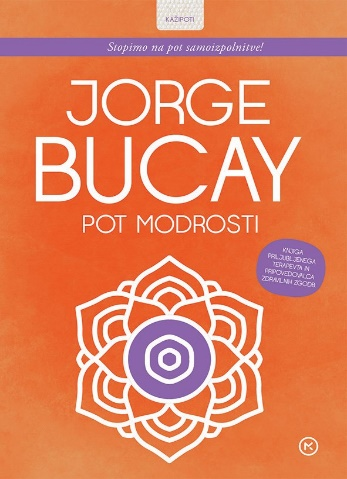 KAŽIPOTI
Stopimo na pot samoizpolnitve!
JORGE
BUCAY
POT MODROSTI
KNJIGA
PRILJUBLJENEGA
TERAPEVTA IN
PRIPOVEDOVALCA
ZDRAVILNIH ZGODB